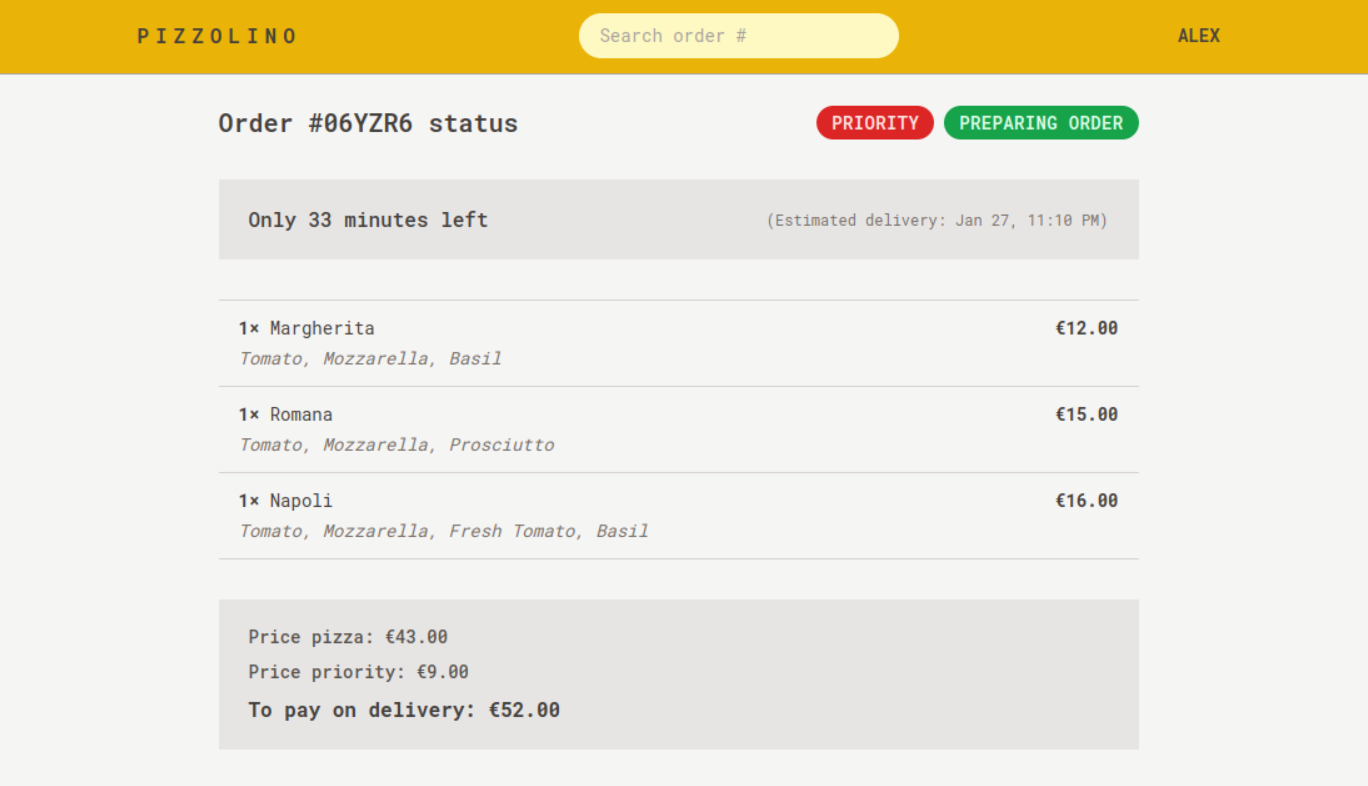 PIZZOLINO
Search order #
ALEX
Order #06YZR6 status
PRIORITY
PREPARING ORDER
Only 33 minutes left
(Estimated delivery: Jan 27, 11:10 PM)
1× Margherita
€12.00
Tomato, Mozzarella, Basil
1× Romana
€15.00
Tomato, Mozzarella, Prosciutto
1× Napoli
€16.00
Tomato, Mozzarella, Fresh Tomato, Basil
Price pizza: €43.00
Price priority: €9.00
To pay on delivery: €52.00